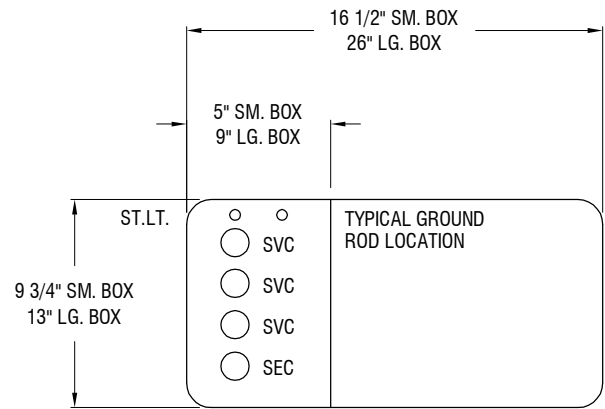 16 1/2" SM. BOX
26" LG. BOX
5" SM. BOX
9" LG. BOX
ST.LT.
TYPICAL GROUND
ROD LOCATION
SVC
SVC
SVC
SEC
9 3/4" SM. BOX
13" LG. BOX